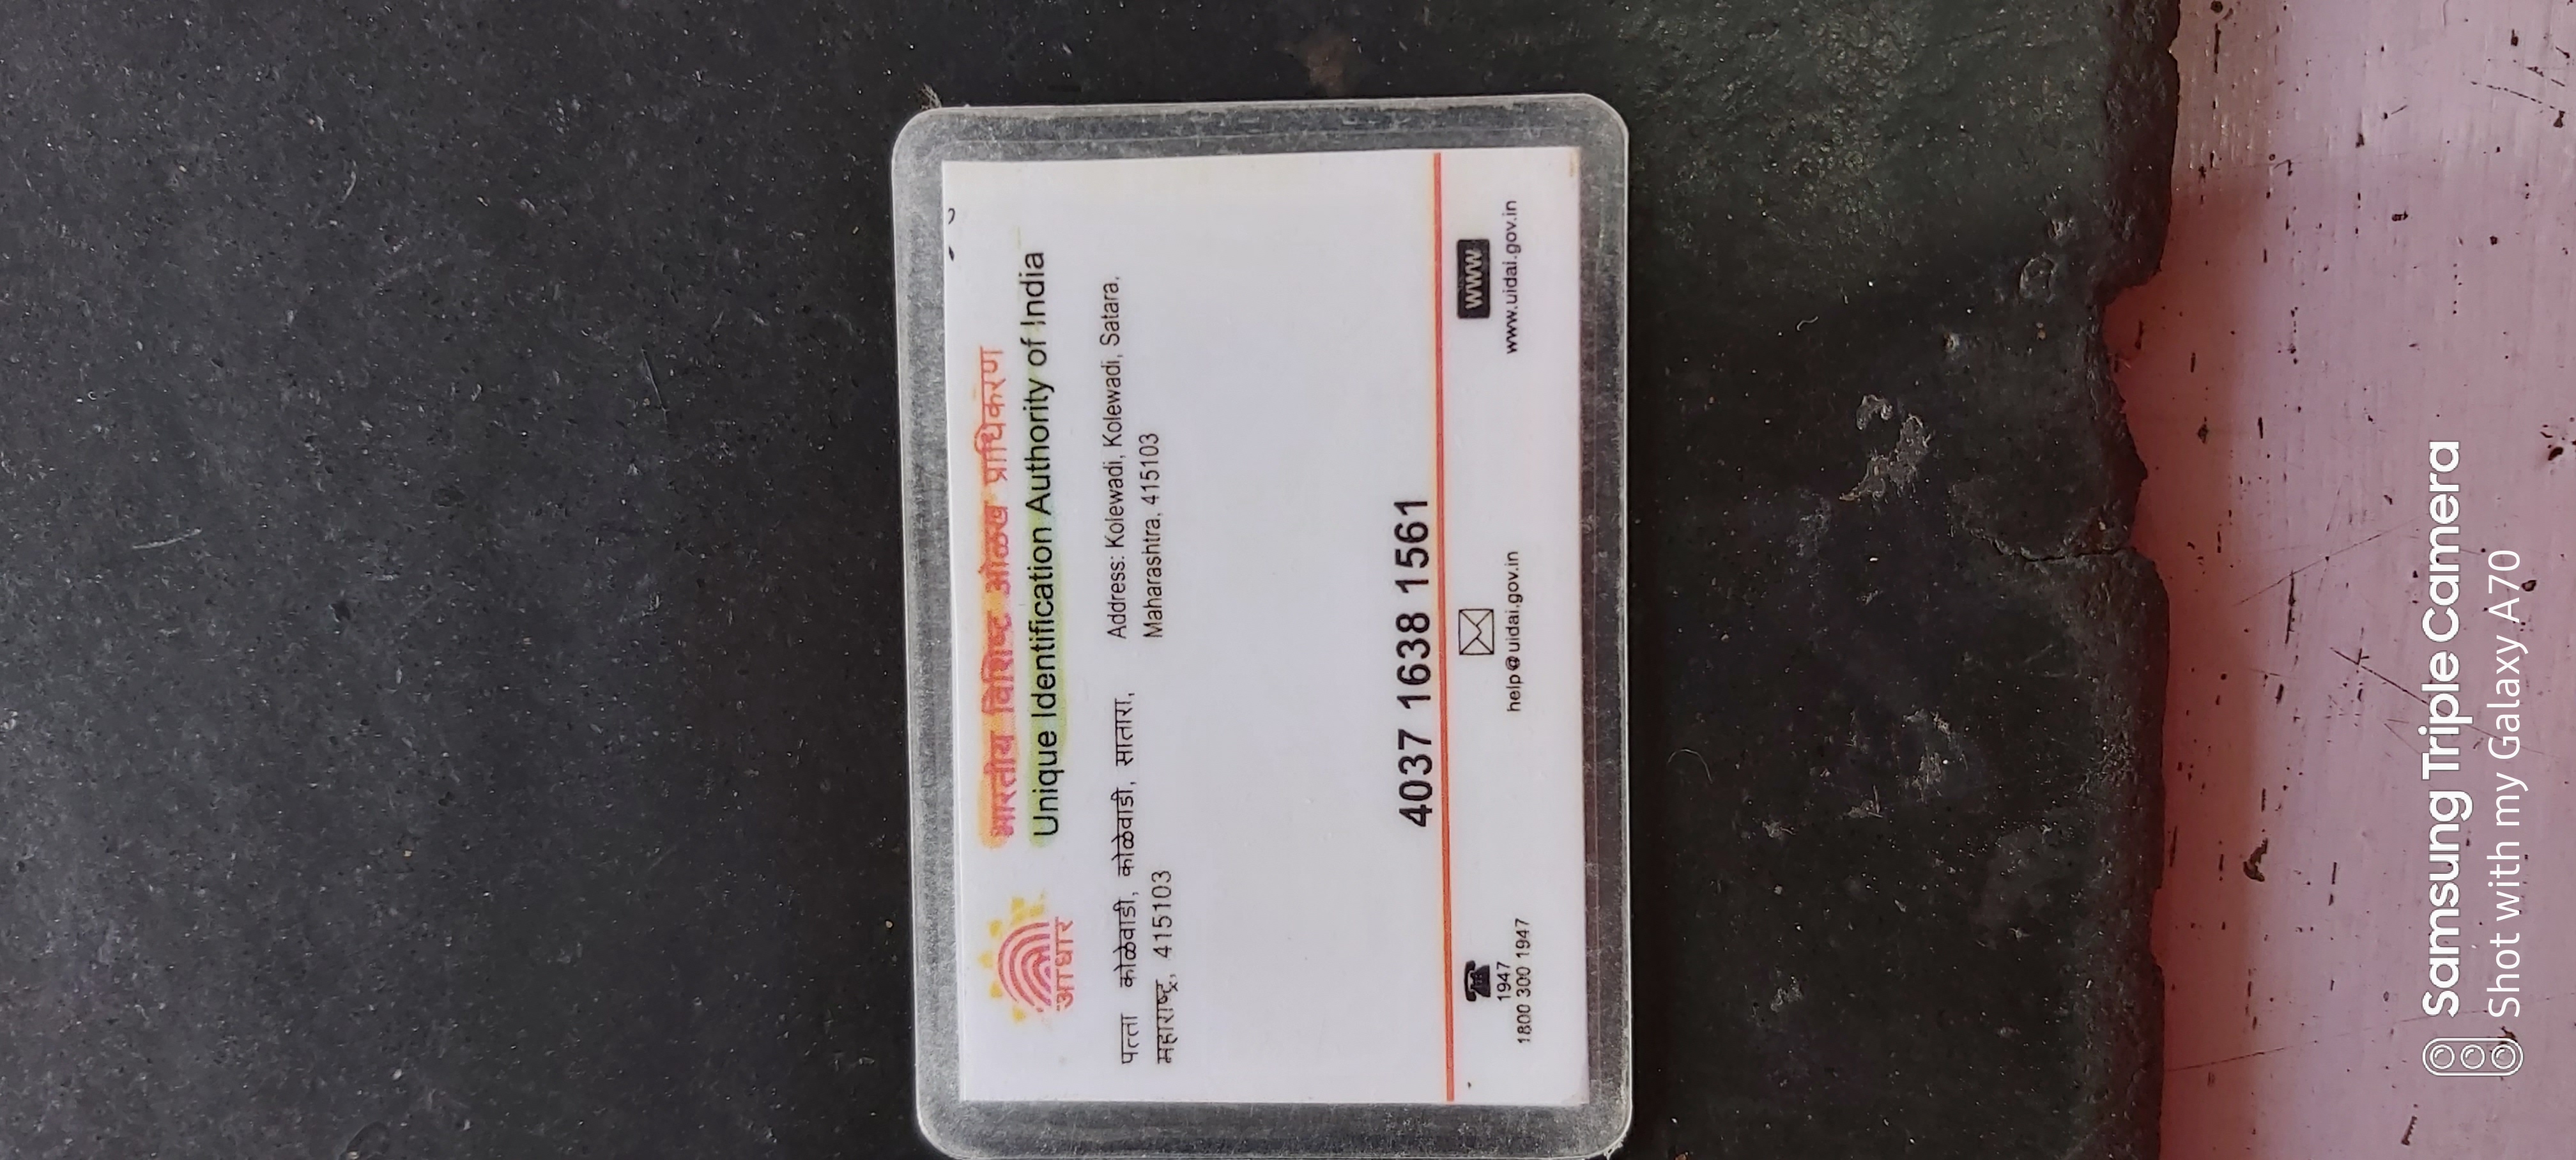 भारतीय विशिष्ट ओळख प्राधिकरण
Unique Identification Authority of India
आधार
पत्ता कोळेवाडी, कोळेवाडी, सातारा,
महाराष्ट्र, 415103
Address: Kolewadi, Kolewadi, Satara,
Maharashtra, 415103
4037 1638 1561
1947
1800 300 1947
help@uidai.gov.in
WWW
www.uidai.gov.in
Samsung Triple Camera
Shot with my Galaxy A70